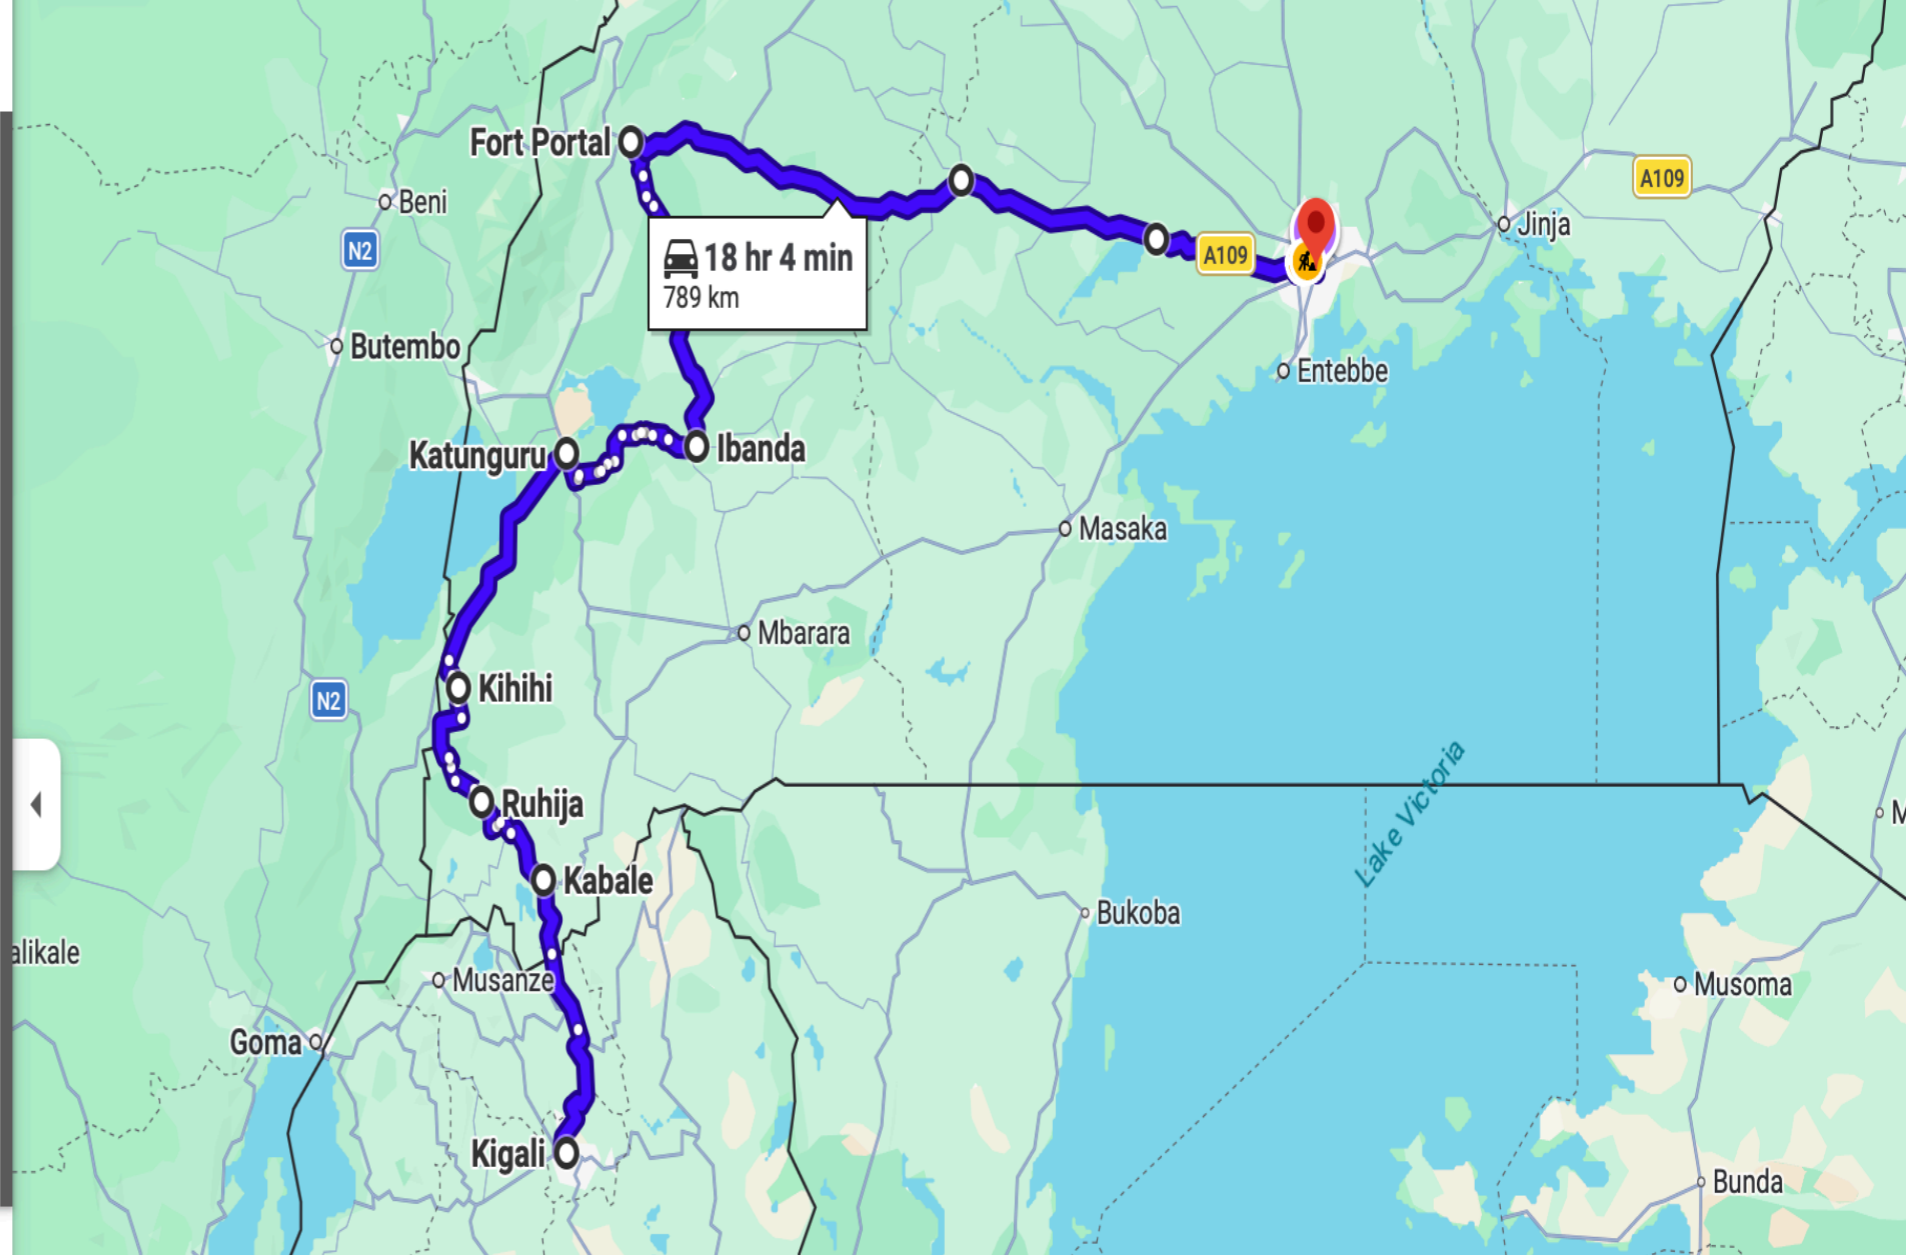 Fort Portal
A109
Beni
Jinja
N2
A109
18 hr 4 min
789 km
Butembo
Entebbe
Katunguru
Ibanda
Masaka
Mbarara
Kihihi
N2
Ruhija
Lake Victoria
M
Kabale
Bukoba
alikale
Musanze
Musoma
Goma
Kigali
Bunda